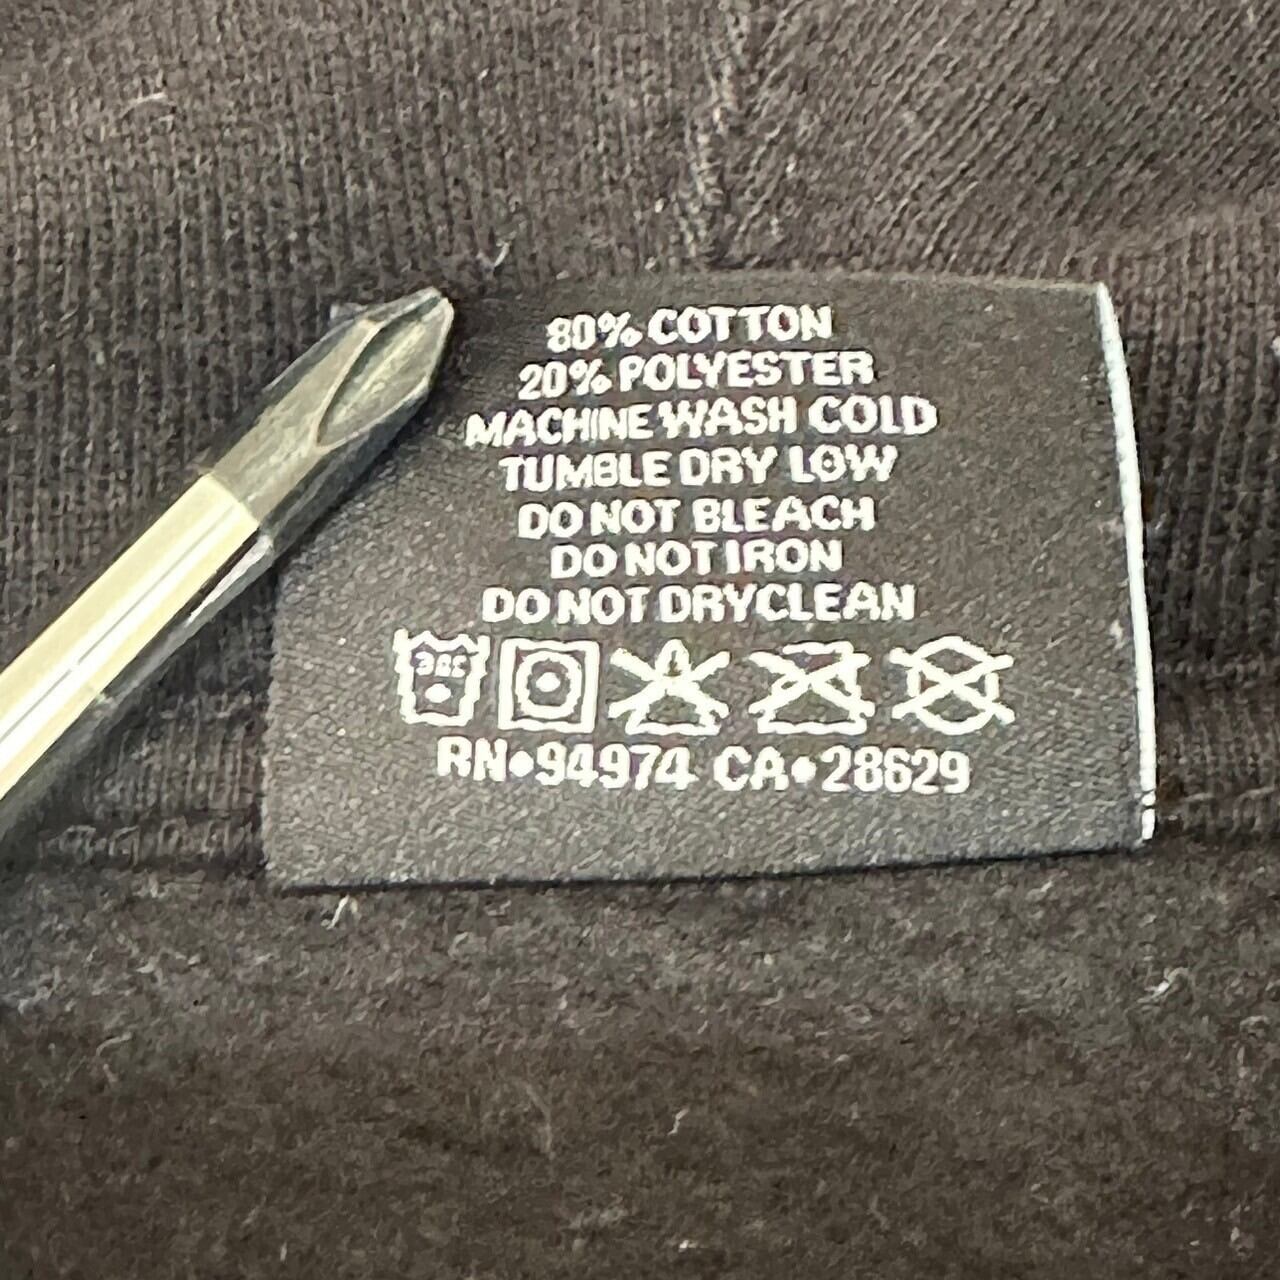 80% COTTON
20% POLYESTER
MACHINE WASH COLD
TUMBLE DRY LOW
DO NOT BLEACH
DO NOT IRON
DO NOT DRYCLEAN
RN•94974 CA•28629